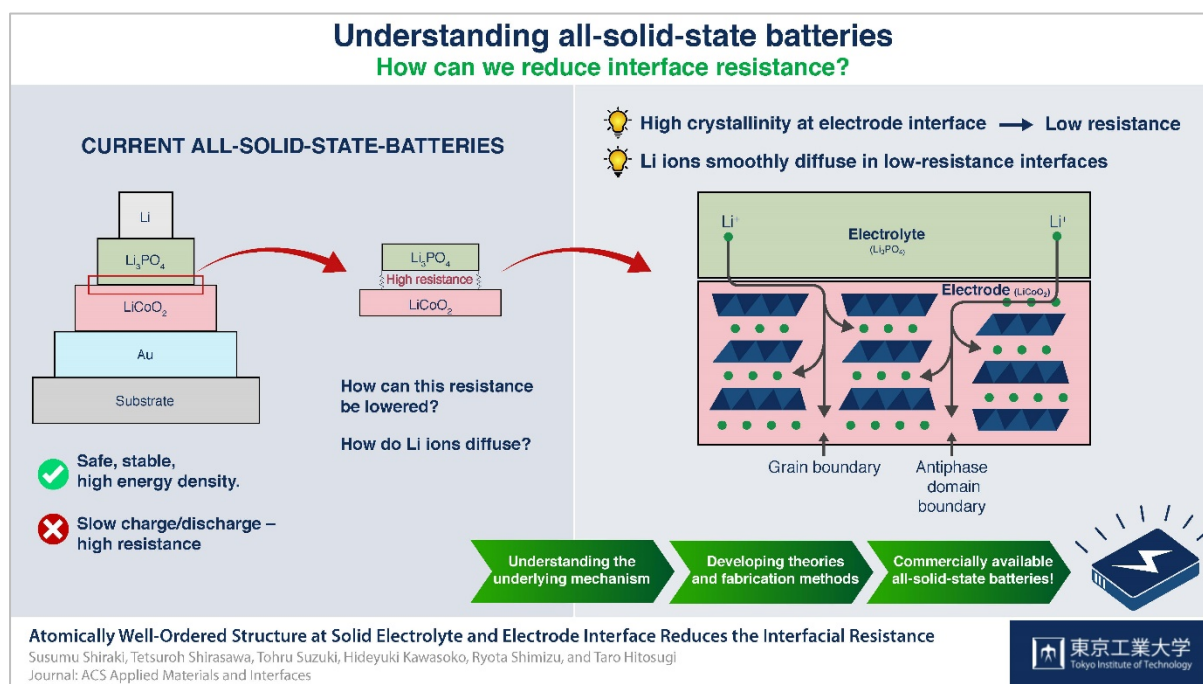 Understanding all-solid-state batteries
How can we reduce interface resistance?
CURRENT ALL-SOLID-STATE-BATTERIES
Li
Li₃PO₄
LiCoO₂
Au
Substrate
Li₃PO₄
High resistance
LiCoO₂
How can this resistance
be lowered?
How do Li ions diffuse?
Safe, stable,
high energy density.
Slow charge/discharge –
high resistance
High crystallinity at electrode interface → Low resistance
Li ions smoothly diffuse in low-resistance interfaces
Li⁺
Electrolyte
(Li₃PO₄)
Li⁺
Electrode (LiCoO₂)
Grain boundary
Antiphase
domain
boundary
Understanding the
underlying mechanism
Developing theories
and fabrication methods
Commercially available
all-solid-state batteries!
Atomically Well-Ordered Structure at Solid Electrolyte and Electrode Interface Reduces the Interfacial Resistance
Susumu Shiraki, Tetsuroh Shirasawa, Tohru Suzuki, Hideyuki Kawasoko, Ryota Shimizu, and Taro Hitosugi
Journal: ACS Applied Materials and Interfaces
東京工業大学
Tokyo Institute of Technology